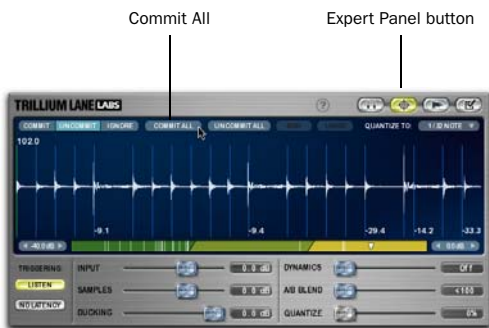 Commit All
Expert Panel button
TRILLIUM LANE LABS
?
COMMIT UNCOMMIT IGNORE COMMIT ALL UNCOMMIT ALL QUANTIZE TO: 1/32 NOTE
102.0
-9.1 -9.4 -29.4 -14.2 -33.3
-40.0 dB 0.0 dB
TRIGGERING INPUT 0.0 dB DYNAMICS Off
LISTEN SAMPLES 0.0 dB A/B BLEND <100
NO LATENCY DUCKING 0.0 dB QUANTIZE 0%